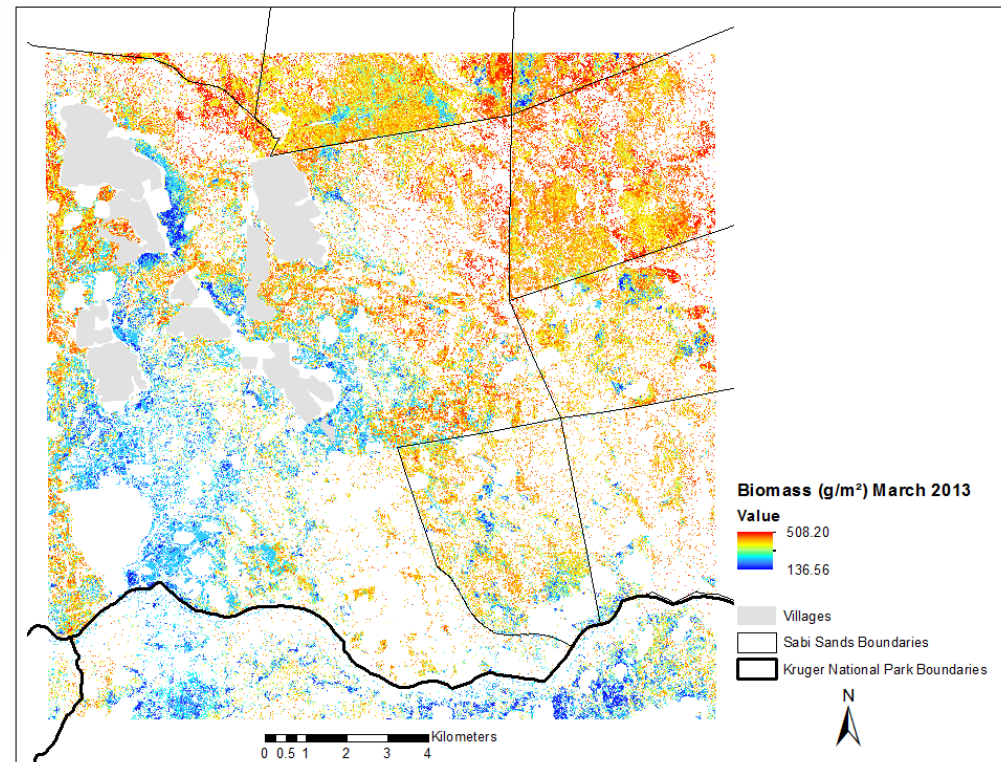 Biomass (g/m²) March 2013
Value
508.20
136.56
Villages
Sabi Sands Boundaries
Kruger National Park Boundaries
N
Kilometers
0 0.5 1 2 3 4